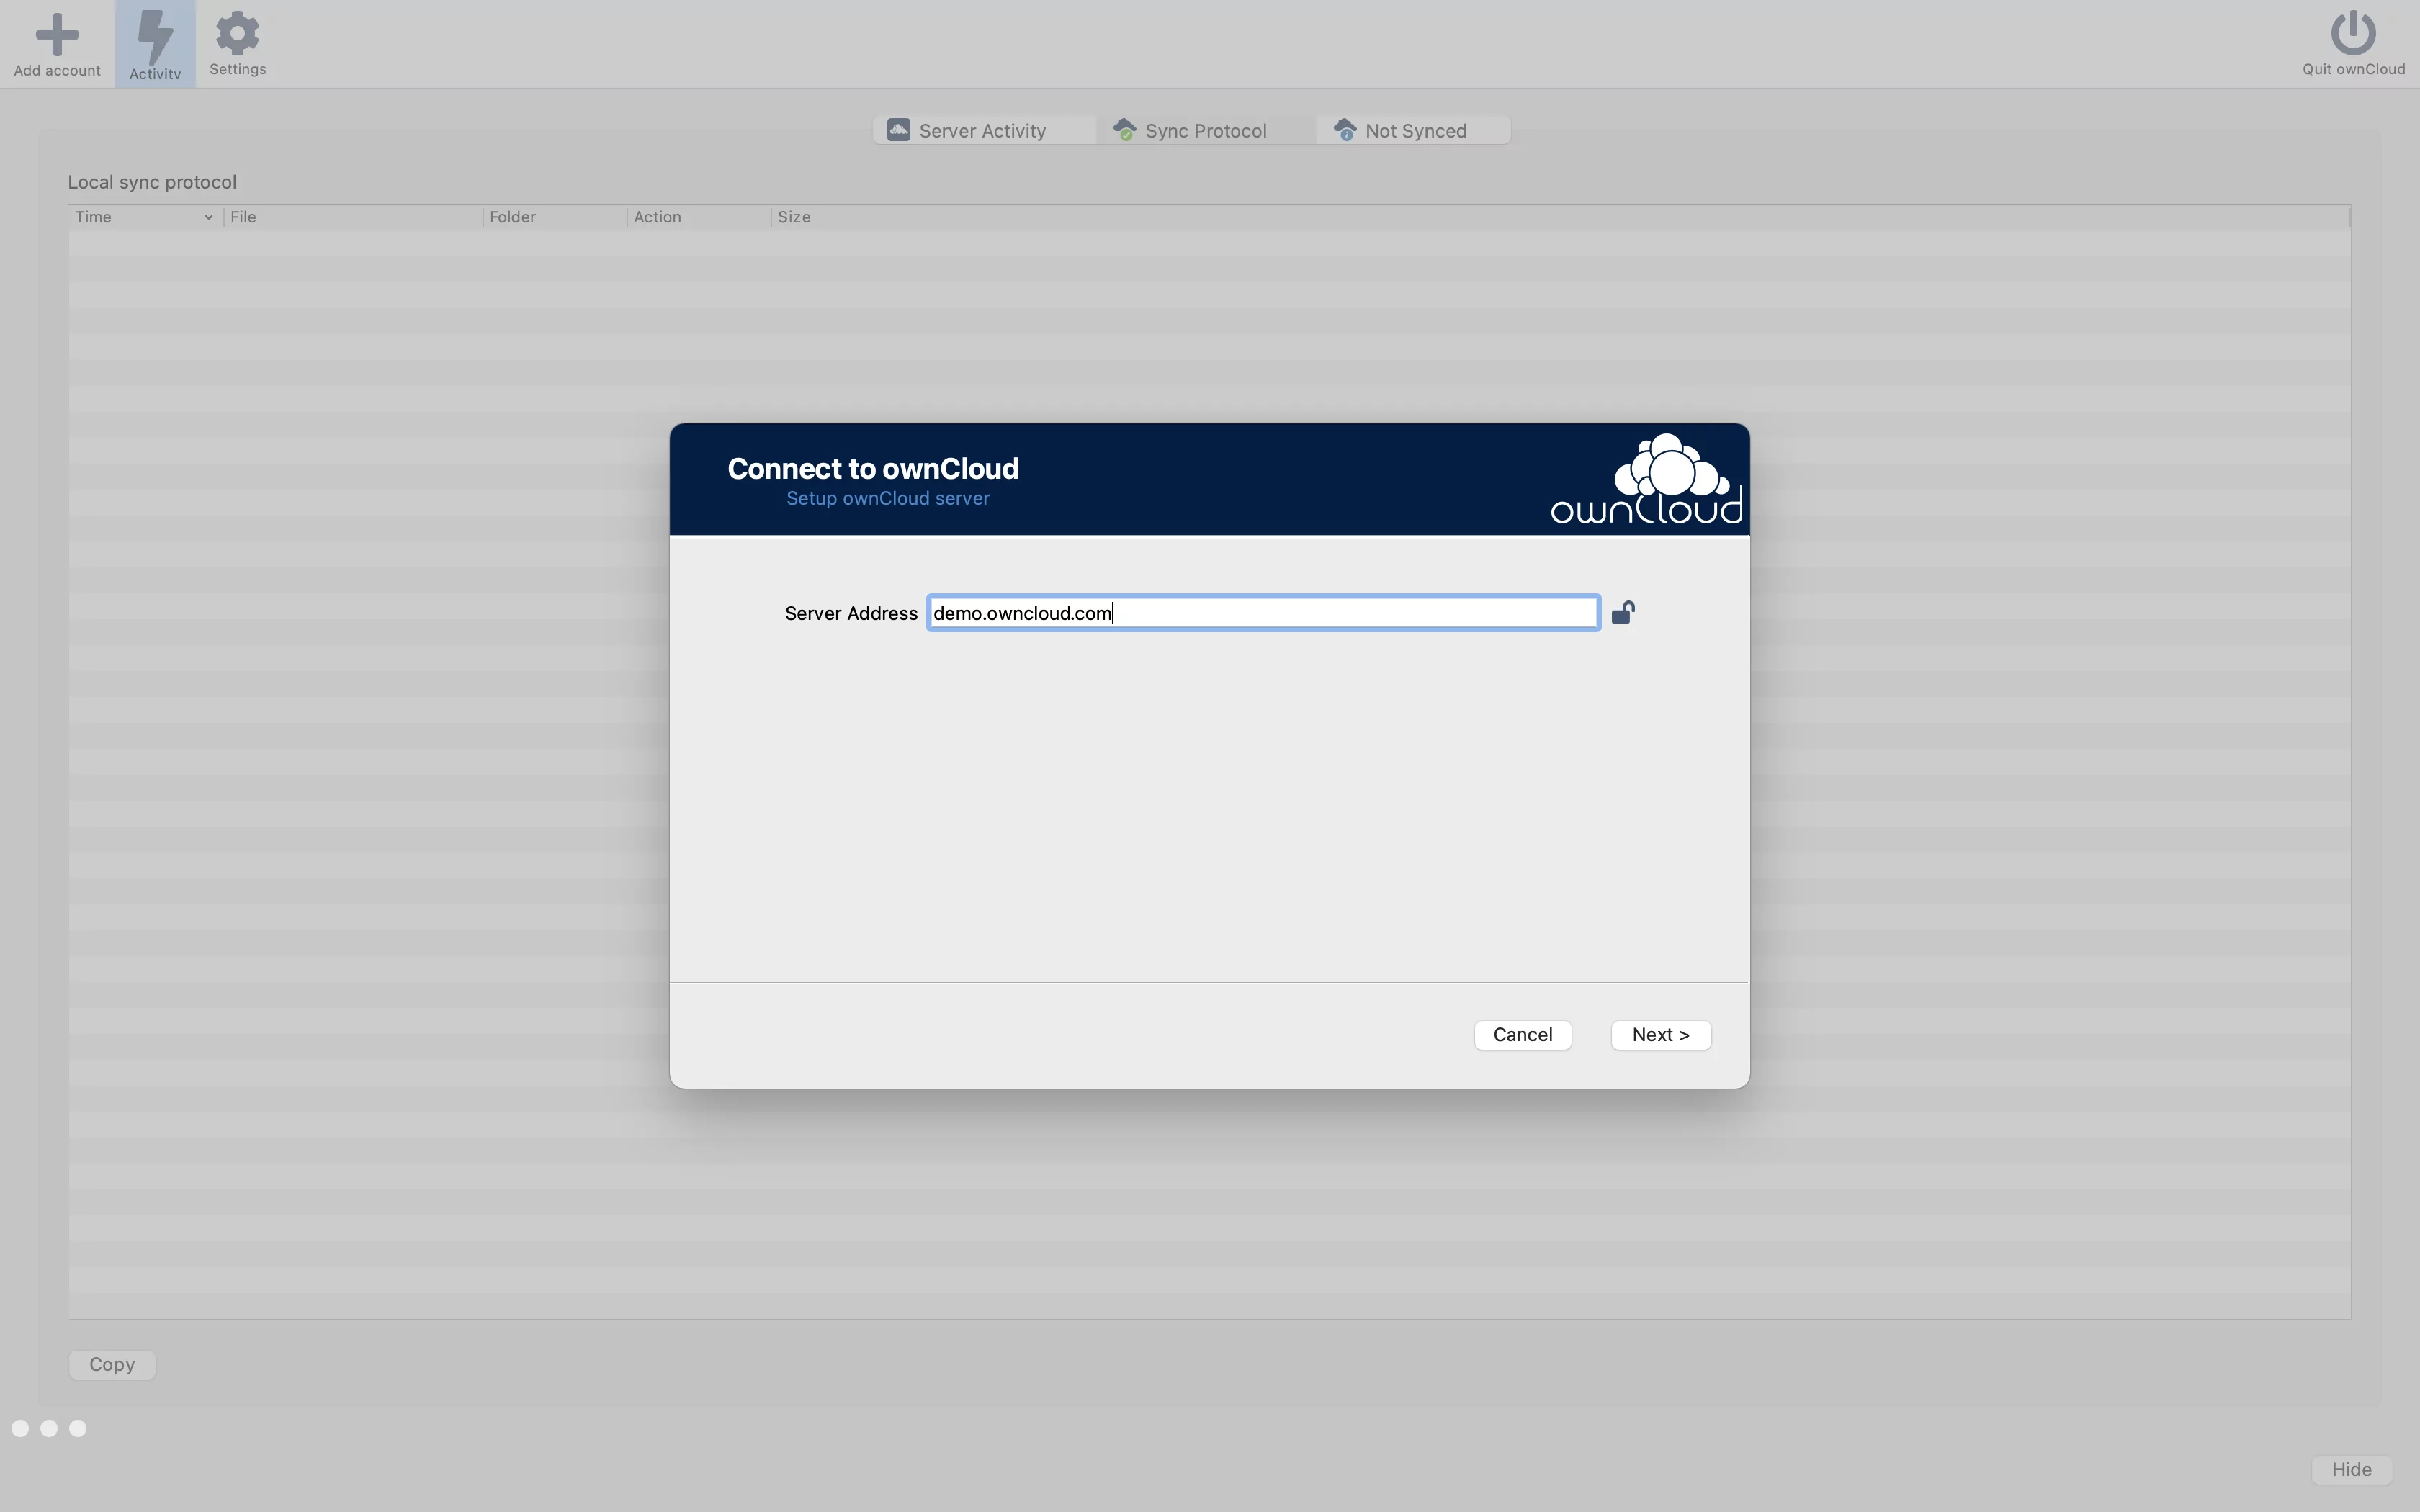 Add account
Activity
Settings
Quit ownCloud
Server Activity
Sync Protocol
Not Synced
Local sync protocol
Time
File
Folder
Action
Size
Connect to ownCloud
Setup ownCloud server
ownCloud
Server Address
demo.owncloud.com
Cancel
Next >
Copy
Hide